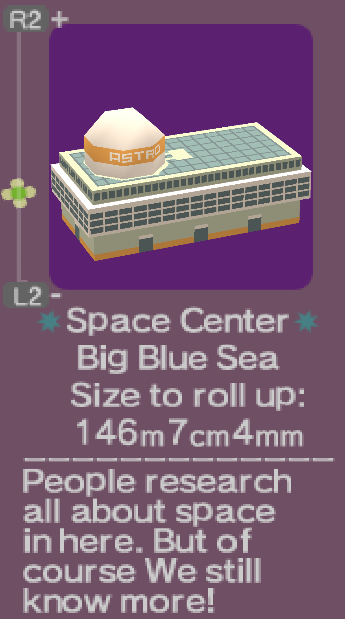 R2 +
ASTRO
L2 -
Space Center
Big Blue Sea
Size to roll up:
146m7cm4mm
People research
all about space
in here. But of
course We still
know more!